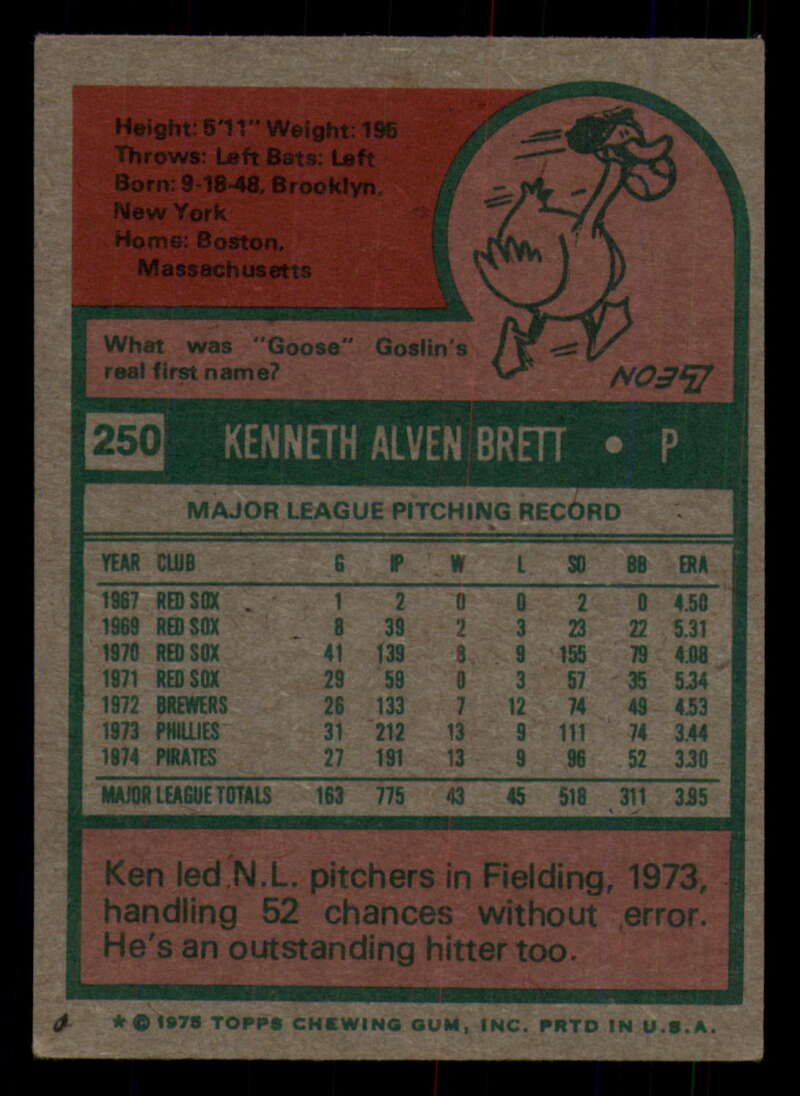 Height: 5'11" Weight: 195
Throws: Left Bats: Left
Born: 9-18-48, Brooklyn,
New York
Home: Boston,
Massachusetts
What was "Goose" Goslin's
real first name?
LEON
250 KENNETH ALVEN BRETT • P
MAJOR LEAGUE PITCHING RECORD
YEAR CLUB G IP W L SO BB ERA
1967 RED SOX 1 2 0 0 2 0 4.50
1969 RED SOX 8 39 2 3 23 22 5.31
1970 RED SOX 41 139 8 9 155 79 4.08
1971 RED SOX 29 59 0 3 57 35 5.34
1972 BREWERS 26 133 7 12 74 49 4.53
1973 PHILLIES 31 212 13 9 111 74 3.44
1974 PIRATES 27 191 13 9 96 52 3.30
MAJOR LEAGUE TOTALS 163 775 43 45 518 311 3.95
Ken led N.L. pitchers in Fielding, 1973,
handling 52 chances without error.
He's an outstanding hitter too.
* © 1975 TOPPS CHEWING GUM, INC. PRTD IN U.S.A.